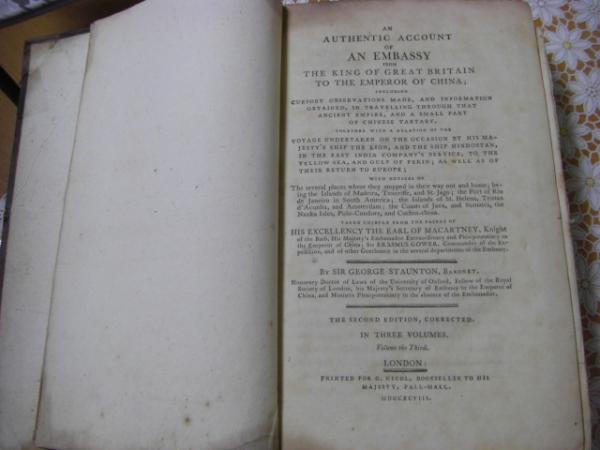 AN
AUTHENTIC ACCOUNT
OF
AN EMBASSY
FROM
THE KING OF GREAT BRITAIN
TO THE EMPEROR OF CHINA;
INCLUDING
CURSORY OBSERVATIONS MADE, AND INFORMATION
OBTAINED, IN TRAVELLING THROUGH THAT
ANCIENT EMPIRE, AND A SMALL PART
OF CHINESE TARTARY.
TOGETHER WITH A RELATION OF THE
VOYAGE UNDERTAKEN ON THE OCCASION BY HIS MA-
JESTY'S SHIP THE LION, AND THE SHIP HINDOSTAN,
IN THE EAST INDIA COMPANY'S SERVICE, TO THE
YELLOW SEA, AND GULF OF PEKIN; AS WELL AS OF
THEIR RETURN TO EUROPE;
WITH NOTICES OF
The several places where they stopped in their way out and home; be-
ing the Islands of Madeira, Teneriffe, and St. Jago; the Port of Rio
de Janeiro in South America; the Islands of St. Helena, Tristan
d'Acunha, and Amsterdam; the Coasts of Java, and Sumatra, the
Nanka Isles, Pulo-Condore, and Cochin-china.
TAKEN CHIEFLY FROM THE PAPERS OF
HIS EXCELLENCY THE EARL OF MACARTNEY, Knight
of the Bath, His Majesty's Embassador Extraordinary and Plenipotentiary to
the Emperor of China; Sir ERASMUS GOWER, Commander of the Ex-
pedition, and of other Gentlemen in the several departments of the Embassy.
BY SIR GEORGE STAUNTON, BARONET,
Honorary Doctor of Laws of the University of Oxford, Fellow of the Royal
Society of London, his Majesty's Secretary of Embassy to the Emperor of
China, and Minister Plenipotentiary in the absence of the Embassador.
THE SECOND EDITION, CORRECTED.
IN THREE VOLUMES.
Volume the Third.
LONDON:
PRINTED FOR G. NICOL, BOOKSELLER TO HIS
MAJESTY, PALL-MALL.
MDCCXCVIII.